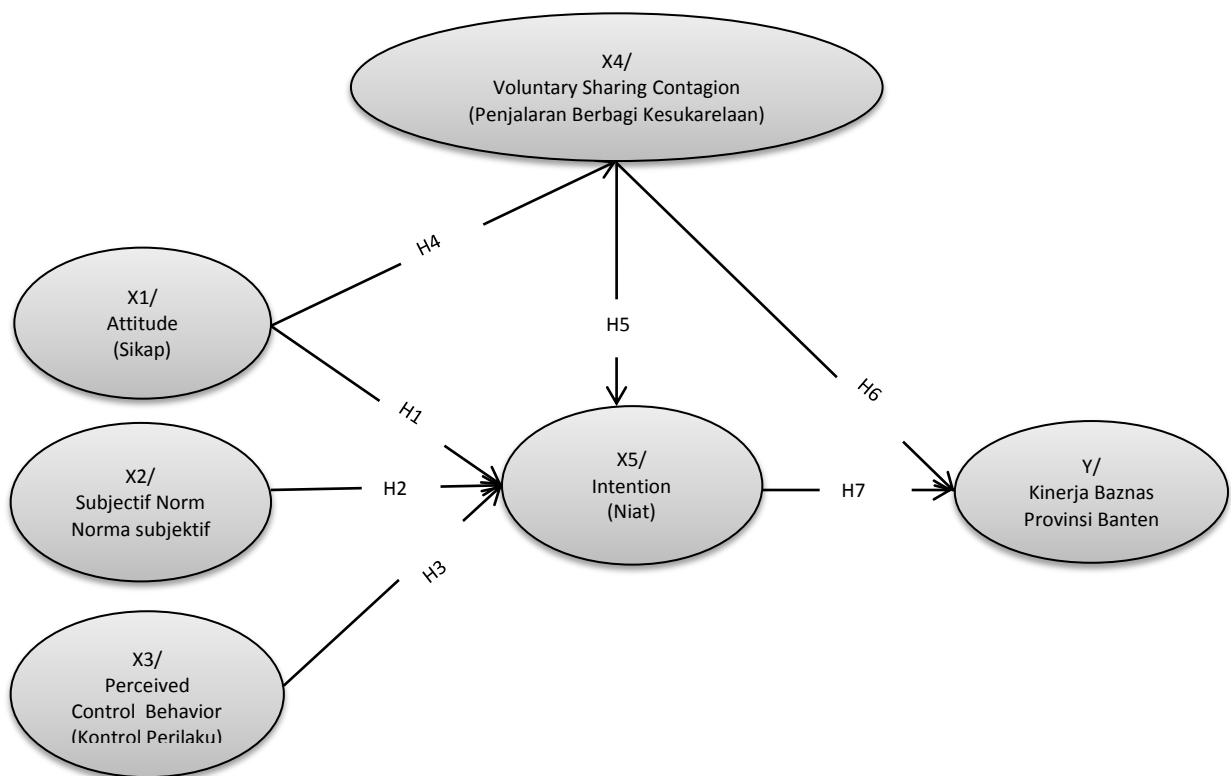 X4/
Voluntary Sharing Contagion
(Penjalaran Berbagi Kesukarelaan)
H4
X1/
Attitude
(Sikap)
H5
H1
H6
X2/
Subjectif Norm
Norma subjektif
H2
X5/
Intention
(Niat)
H7
Y/
Kinerja Baznas
Provinsi Banten
H3
X3/
Perceived
Control Behavior
(Kontrol Perilaku)